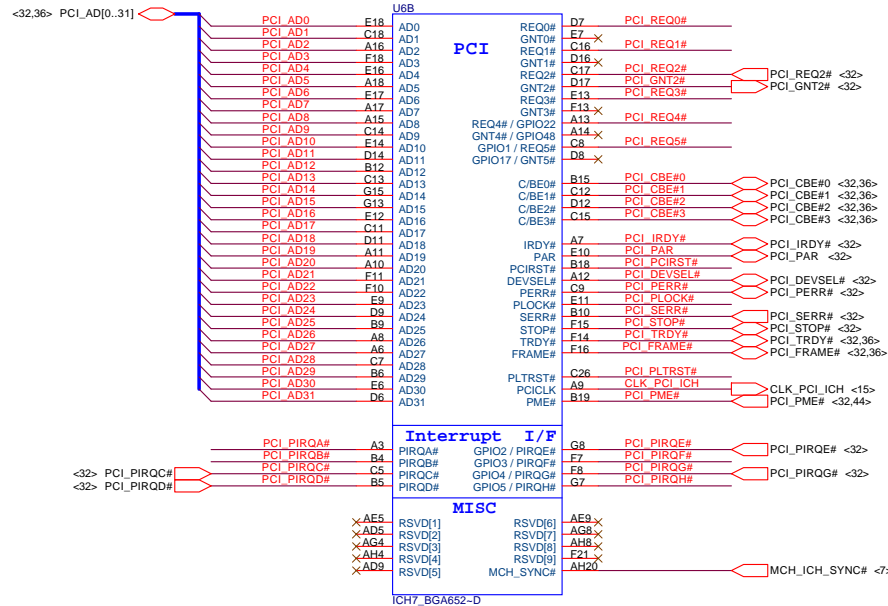 <32,36> PCI_AD[0..31]
U6B
PCI
PCI_AD0 E18 AD0 REQ0# D7 PCI_REQ0#
PCI_AD1 C18 AD1 GNT0# E7
PCI_AD2 A16 AD2 REQ1# C16 PCI_REQ1#
PCI_AD3 F18 AD3 GNT1# D16
PCI_AD4 E16 AD4 REQ2# C17 PCI_REQ2# PCI_REQ2# <32>
PCI_AD5 A18 AD5 GNT2# D17 PCI_GNT2# PCI_GNT2# <32>
PCI_AD6 E17 AD6 REQ3# E13 PCI_REQ3#
PCI_AD7 A17 AD7 GNT3# F13
PCI_AD8 A15 AD8 REQ4# / GPIO22 A13 PCI_REQ4#
PCI_AD9 C14 AD9 GNT4# / GPIO48 A14
PCI_AD10 E14 AD10 GPIO1 / REQ5# C8 PCI_REQ5#
PCI_AD11 D14 AD11 GPIO17 / GNT5# D8
PCI_AD12 B12 AD12
PCI_AD13 C13 AD13 C/BE0# B15 PCI_CBE#0 PCI_CBE#0 <32,36>
PCI_AD14 G15 AD14 C/BE1# C12 PCI_CBE#1 PCI_CBE#1 <32,36>
PCI_AD15 G13 AD15 C/BE2# D12 PCI_CBE#2 PCI_CBE#2 <32,36>
PCI_AD16 E12 AD16 C/BE3# C15 PCI_CBE#3 PCI_CBE#3 <32,36>
PCI_AD17 C11 AD17
PCI_AD18 D11 AD18 IRDY# A7 PCI_IRDY# PCI_IRDY# <32>
PCI_AD19 A11 AD19 PAR E10 PCI_PAR PCI_PAR <32>
PCI_AD20 A10 AD20 PCIRST# B18 PCI_PCIRST#
PCI_AD21 F11 AD21 DEVSEL# A12 PCI_DEVSEL# PCI_DEVSEL# <32>
PCI_AD22 F10 AD22 PERR# C9 PCI_PERR# PCI_PERR# <32>
PCI_AD23 E9 AD23 PLOCK# E11 PCI_PLOCK#
PCI_AD24 D9 AD24 SERR# B10 PCI_SERR# PCI_SERR# <32>
PCI_AD25 B9 AD25 STOP# F15 PCI_STOP# PCI_STOP# <32>
PCI_AD26 A8 AD26 TRDY# F14 PCI_TRDY# PCI_TRDY# <32,36>
PCI_AD27 A6 AD27 FRAME# F16 PCI_FRAME# PCI_FRAME# <32,36>
PCI_AD28 C7 AD28
PCI_AD29 B6 AD29 PLTRST# C26 PCI_PLTRST#
PCI_AD30 E6 AD30 PCICLK A9 CLK_PCI_ICH CLK_PCI_ICH <15>
PCI_AD31 D6 AD31 PME# B19 PCI_PME# PCI_PME# <32,44>
Interrupt I/F
PCI_PIRQA# A3 PIRQA# GPIO2 / PIRQE# G8 PCI_PIRQE# PCI_PIRQE# <32>
PCI_PIRQB# B4 PIRQB# GPIO3 / PIRQF# F7 PCI_PIRQF#
<32> PCI_PIRQC# PCI_PIRQC# C5 PIRQC# GPIO4 / PIRQG# F8 PCI_PIRQG# PCI_PIRQG# <32>
<32> PCI_PIRQD# PCI_PIRQD# B5 PIRQD# GPIO5 / PIRQH# G7 PCI_PIRQH#
MISC
AE5 RSVD[1] RSVD[6] AE9
AD5 RSVD[2] RSVD[7] AG8
AG4 RSVD[3] RSVD[8] AH8
AH4 RSVD[4] RSVD[9] F21
AD9 RSVD[5] MCH_SYNC# AH20 MCH_ICH_SYNC# <7>
ICH7_BGA652~D